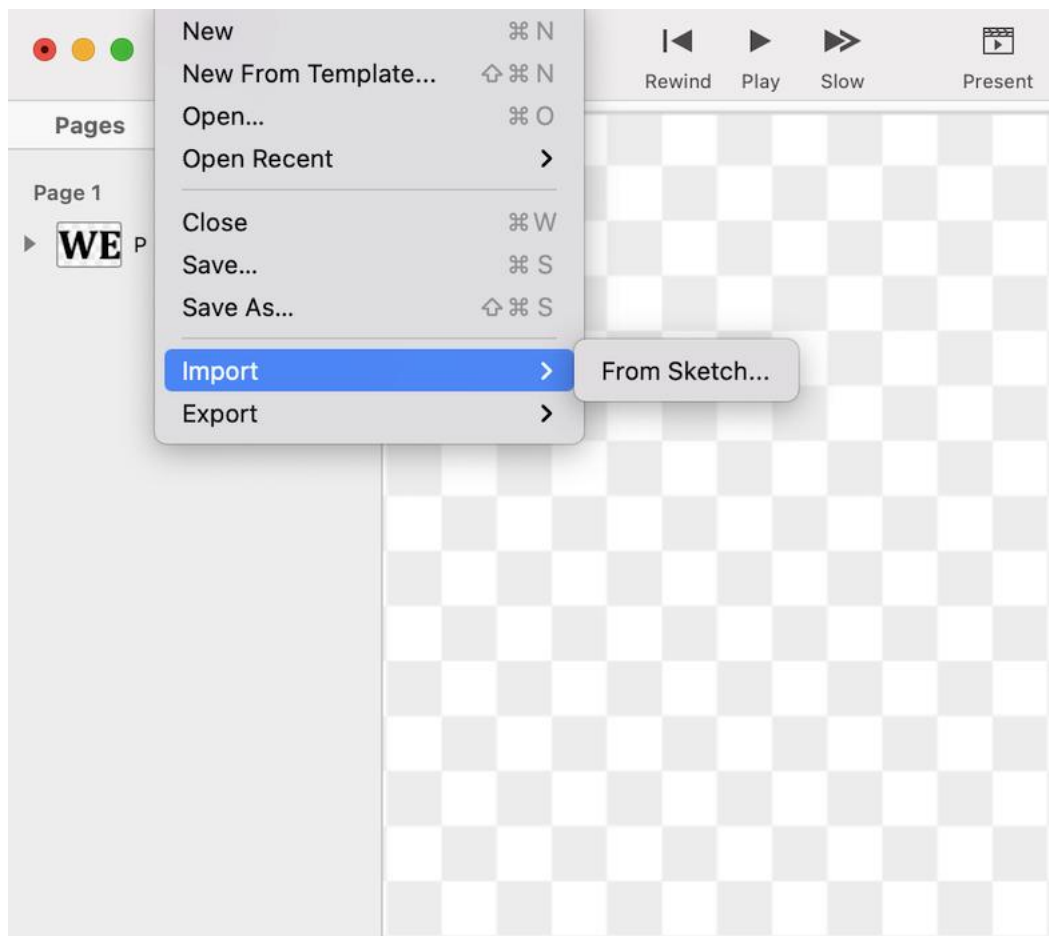 New ⌘ N
New From Template... ⇧ ⌘ N
Open... ⌘ O
Open Recent
Close ⌘ W
Save... ⌘ S
Save As... ⇧ ⌘ S
Import
From Sketch...
Export
Rewind Play Slow Present
Pages
Page 1
WE P